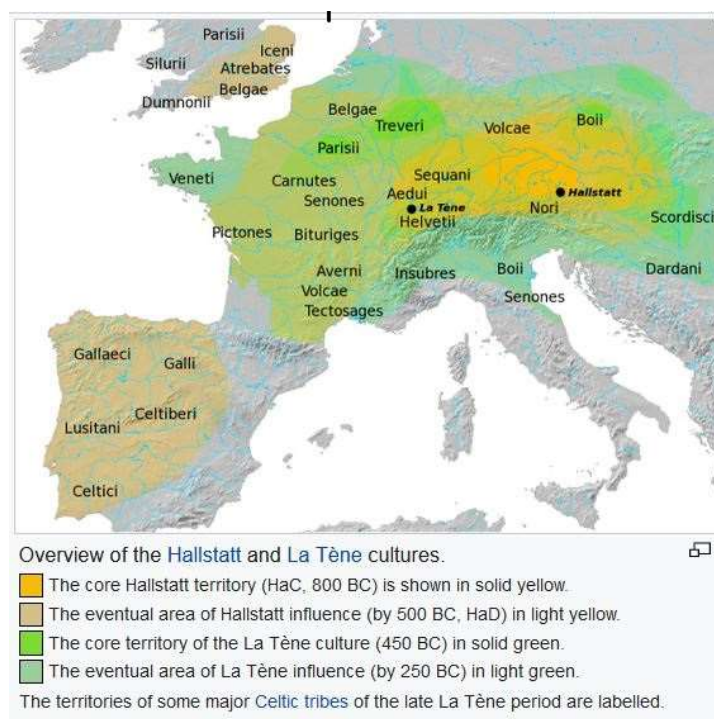 Parisii
Iceni
Silurii
Atrebates
Belgae
Dumnonii
Belgae
Treveri
Volcae
Boii
Parisii
Veneti
Carnutes
Sequani
Senones
Aedui
La Tène
Hallstatt
Helvetii
Nori
Scordisci
Pictones
Bituriges
Averni
Insubres
Boii
Dardani
Volcae
Tectosages
Senones
Gallaeci
Galli
Celtiberi
Lusitani
Celtici
Overview of the Hallstatt and La Tène cultures.
The core Hallstatt territory (HaC, 800 BC) is shown in solid yellow.
The eventual area of Hallstatt influence (by 500 BC, HaD) in light yellow.
The core territory of the La Tène culture (450 BC) in solid green.
The eventual area of La Tène influence (by 250 BC) in light green.
The territories of some major Celtic tribes of the late La Tène period are labelled.